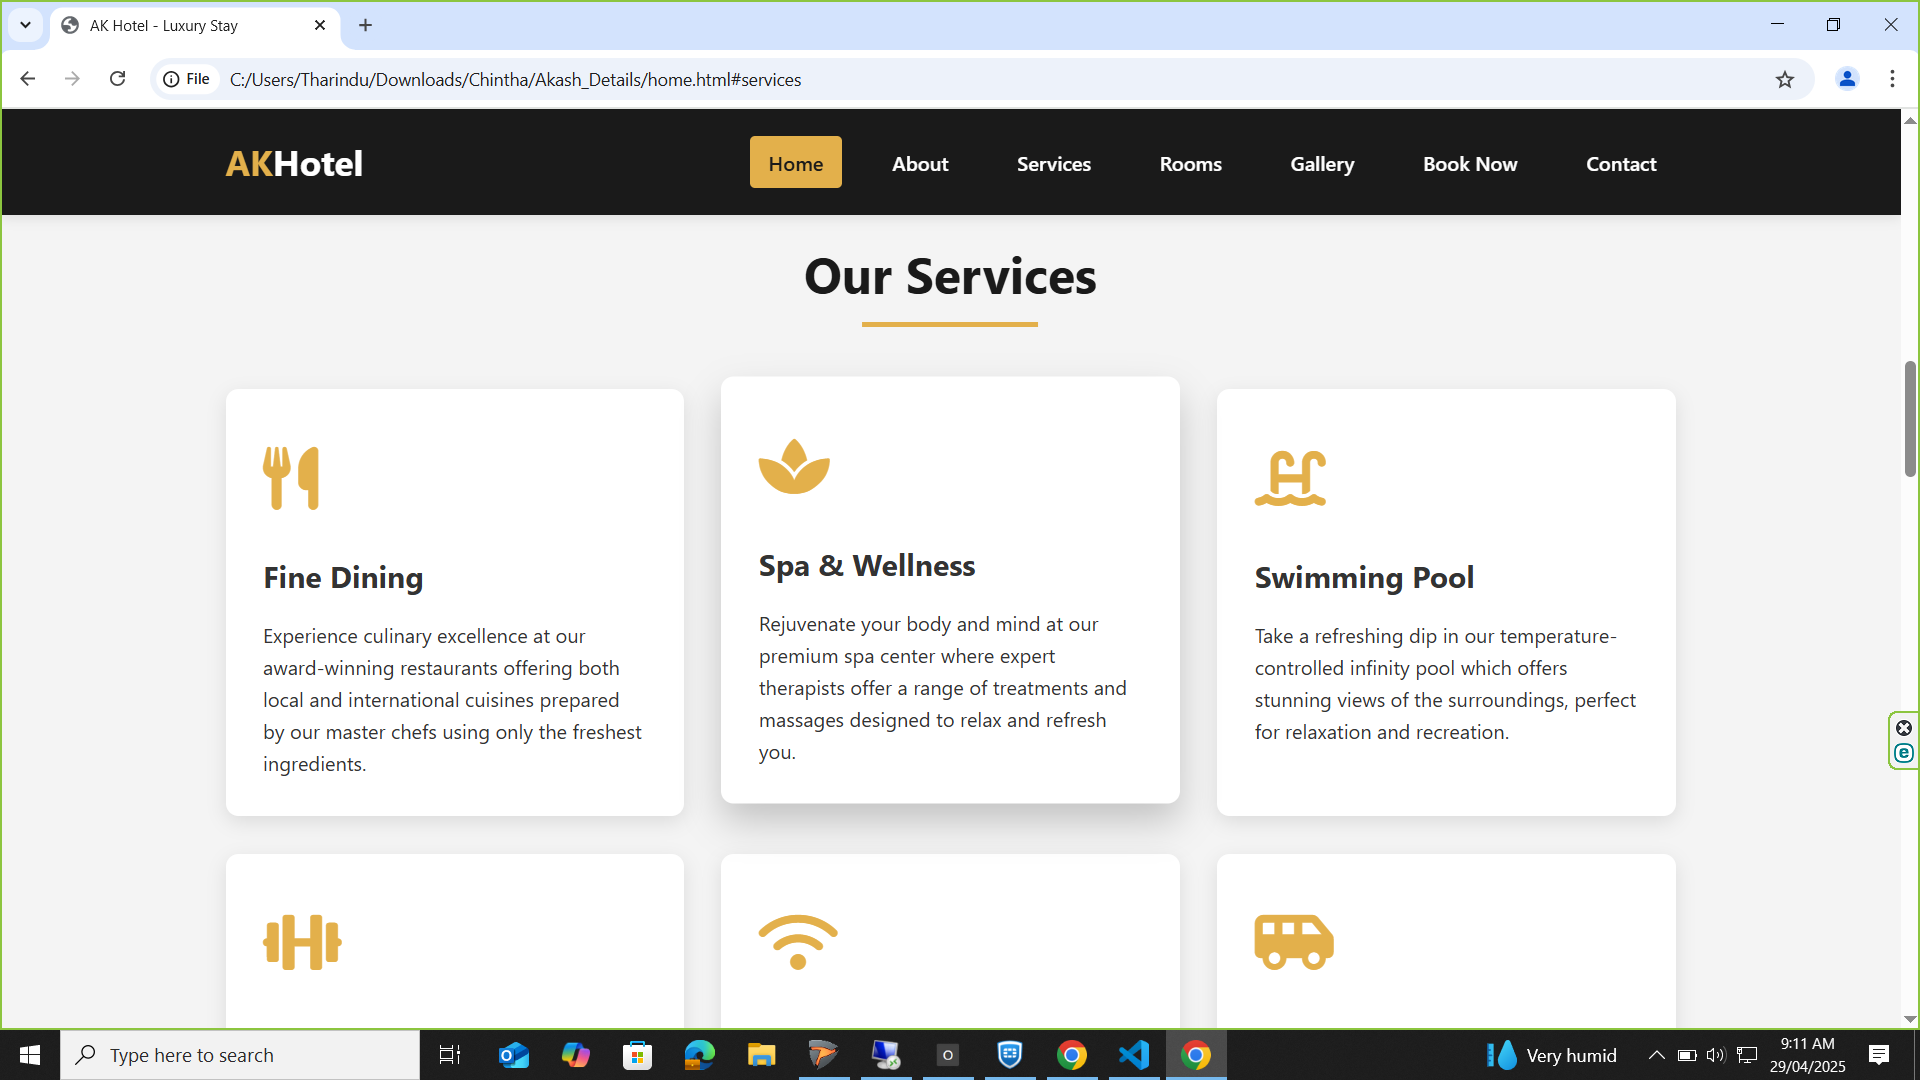 AK Hotel - Luxury Stay
File
C:/Users/Tharindu/Downloads/Chintha/Akash_Details/home.html#services
AKHotel
Home
About
Services
Rooms
Gallery
Book Now
Contact
Our Services
Fine Dining
Experience culinary excellence at our
award-winning restaurants offering both
local and international cuisines prepared
by our master chefs using only the freshest
ingredients.
Spa & Wellness
Rejuvenate your body and mind at our
premium spa center where expert
therapists offer a range of treatments and
massages designed to relax and refresh
you.
Swimming Pool
Take a refreshing dip in our temperature-
controlled infinity pool which offers
stunning views of the surroundings, perfect
for relaxation and recreation.
Type here to search
Very humid
9:11 AM
29/04/2025